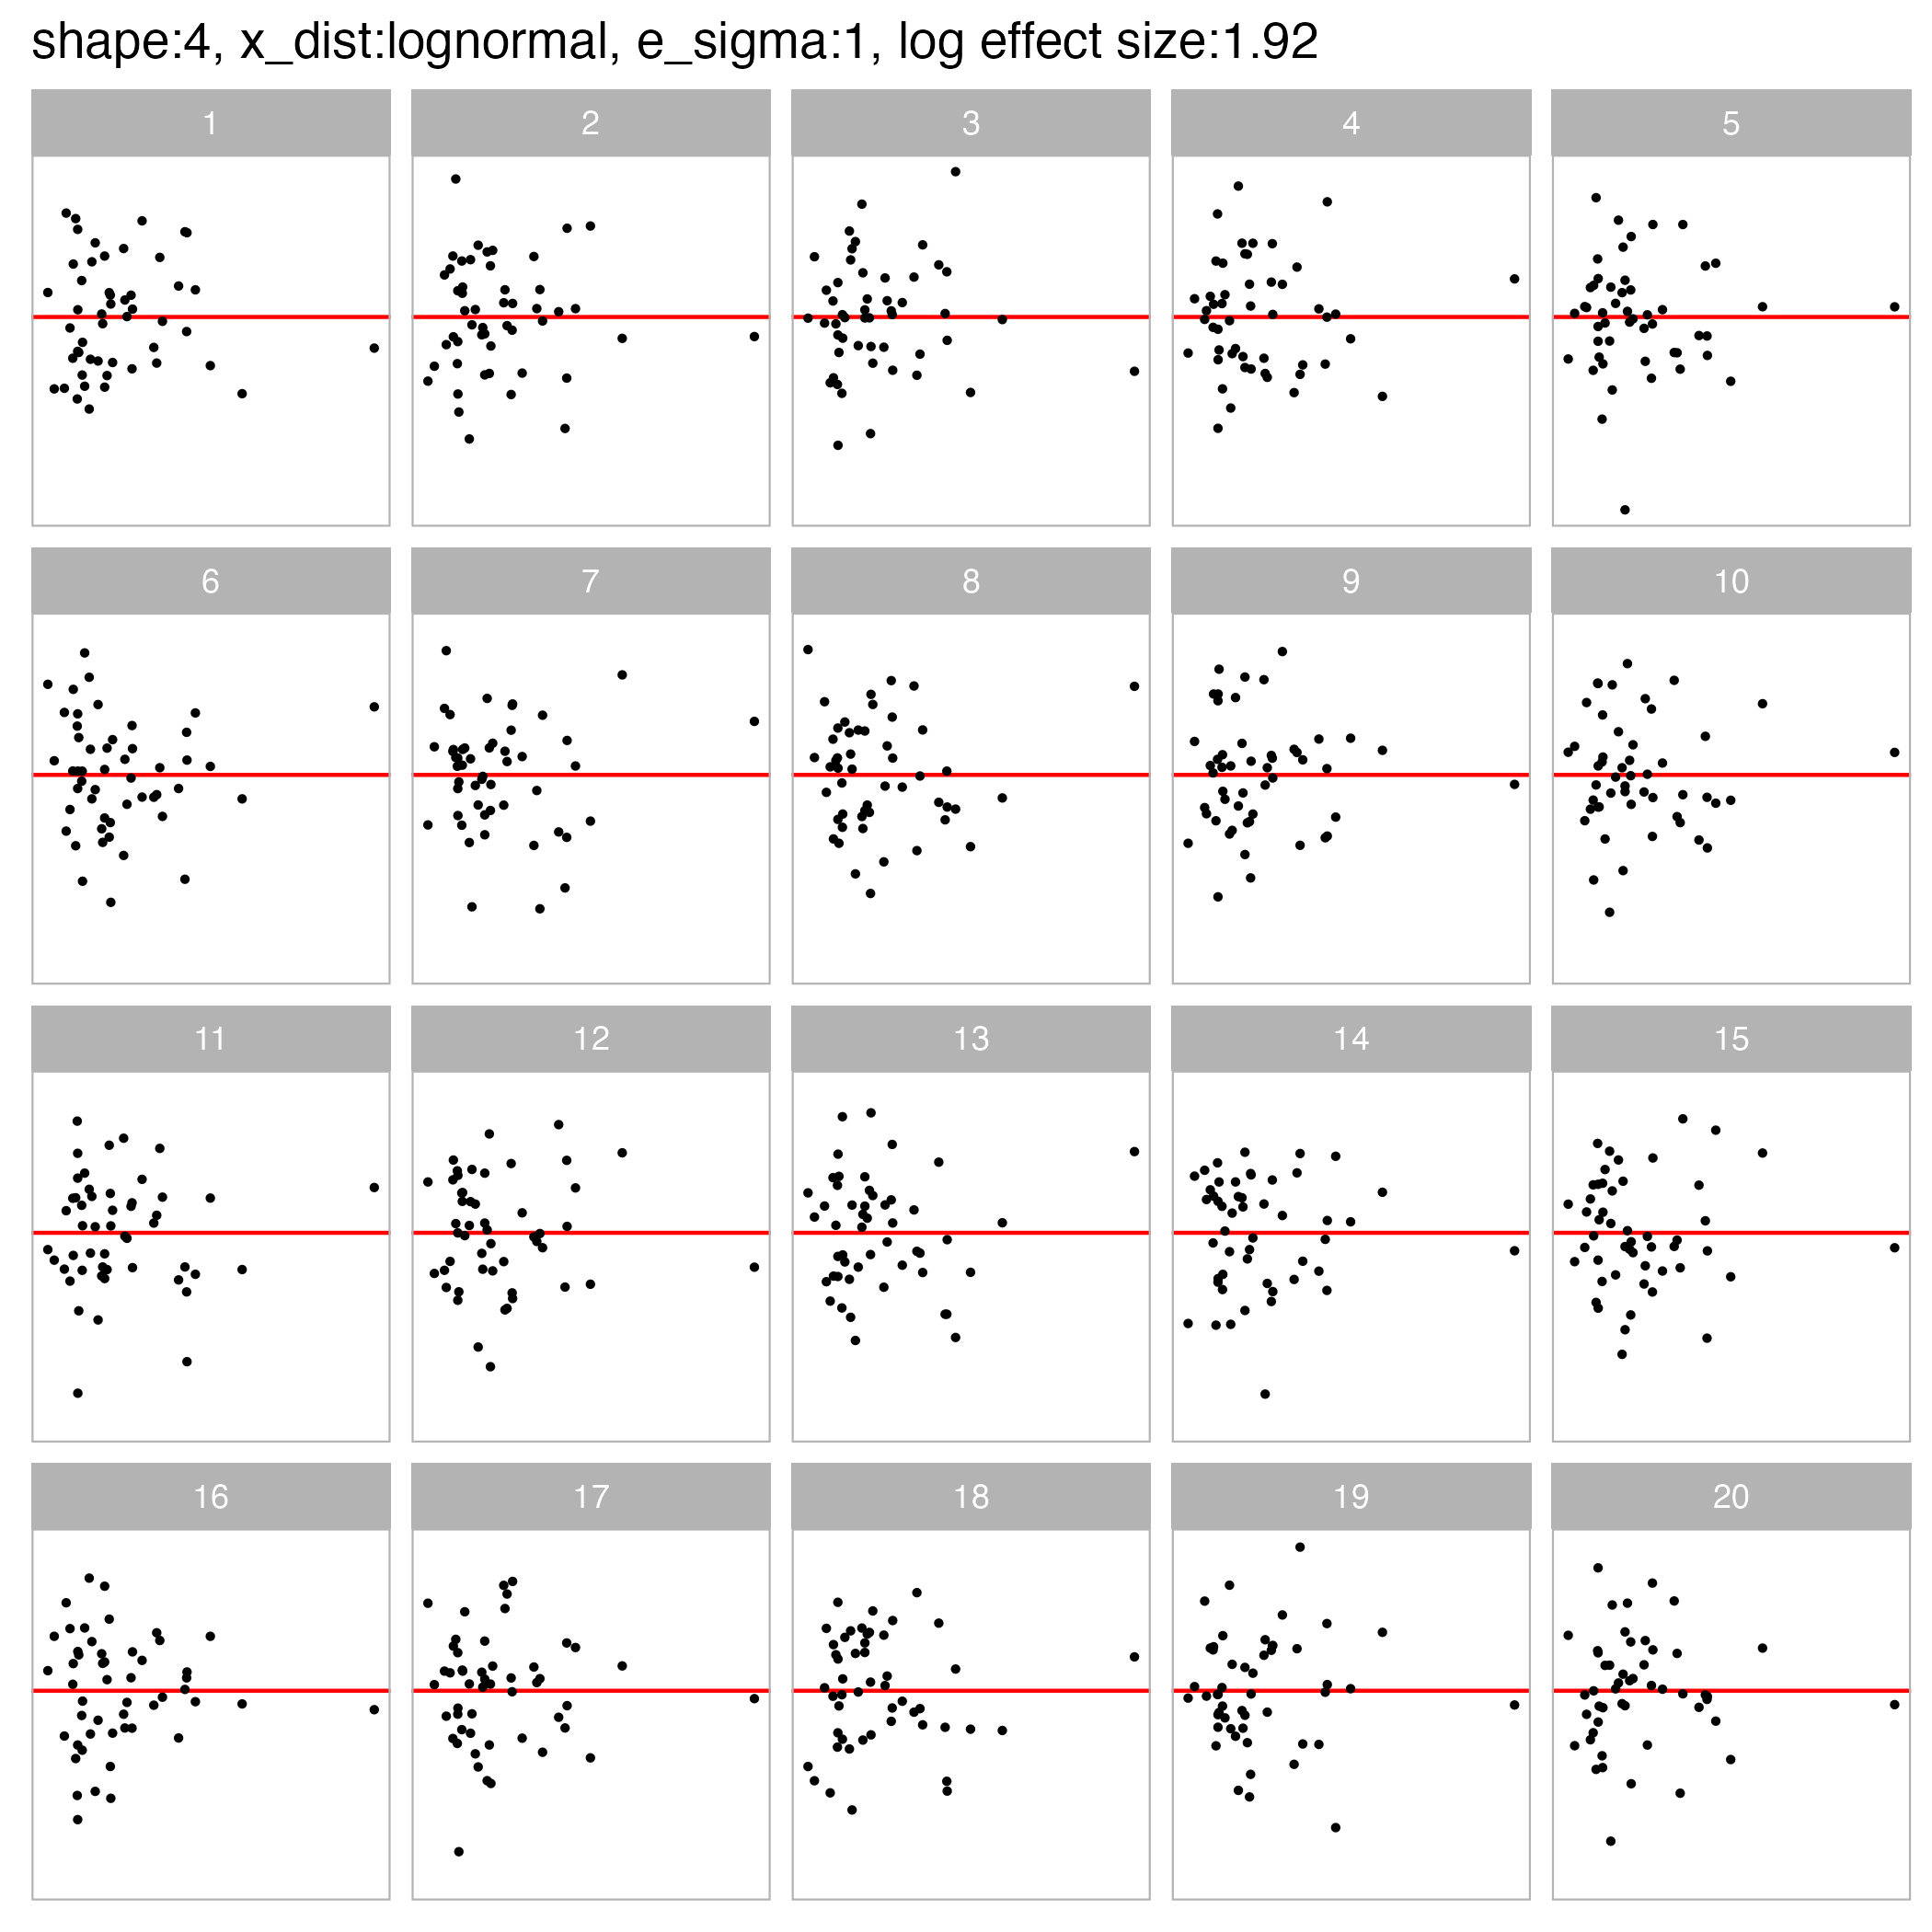 shape:4, x_dist:lognormal, e_sigma:1, log effect size:1.92
1 2 3 4 5
6 7 8 9 10
11 12 13 14 15
16 17 18 19 20